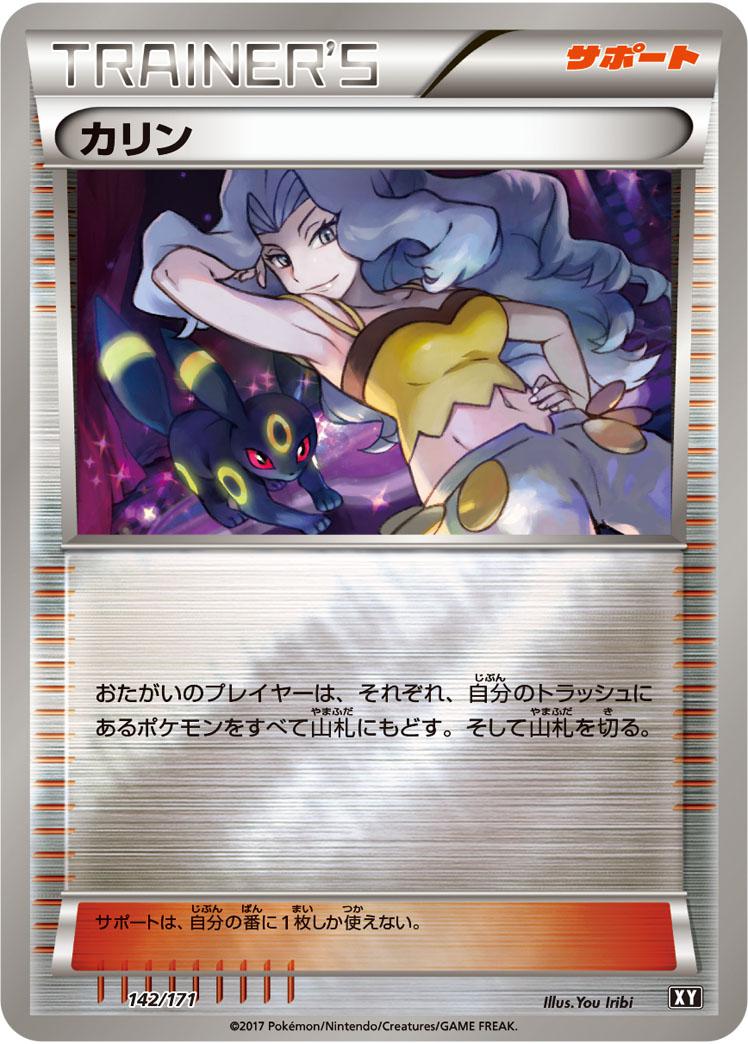 TRAINER'S
サポート
カリン
おたがいのプレイヤーは、それぞれ、自分のトラッシュに
あるポケモンをすべて山札にもどす。そして山札を切る。
サポートは、自分の番に1枚しか使えない。
142/171
Illus. You Iribi
XY
©2017 Pokémon/Nintendo/Creatures/GAME FREAK.